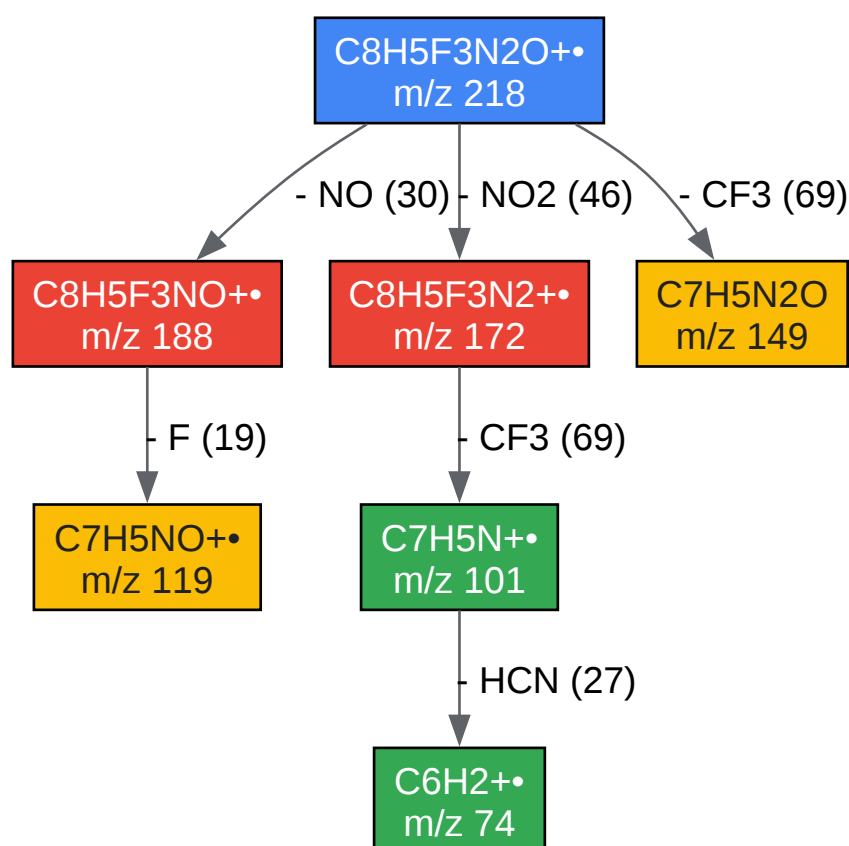 C8H5F3N2O+•
m/z 218
- NO (30)
- NO2 (46)
- CF3 (69)
C8H5F3NO+•
m/z 188
C8H5F3N2+•
m/z 172
C7H5N2O
m/z 149
- F (19)
- CF3 (69)
C7H5NO+•
m/z 119
C7H5N+•
m/z 101
- HCN (27)
C6H2+•
m/z 74